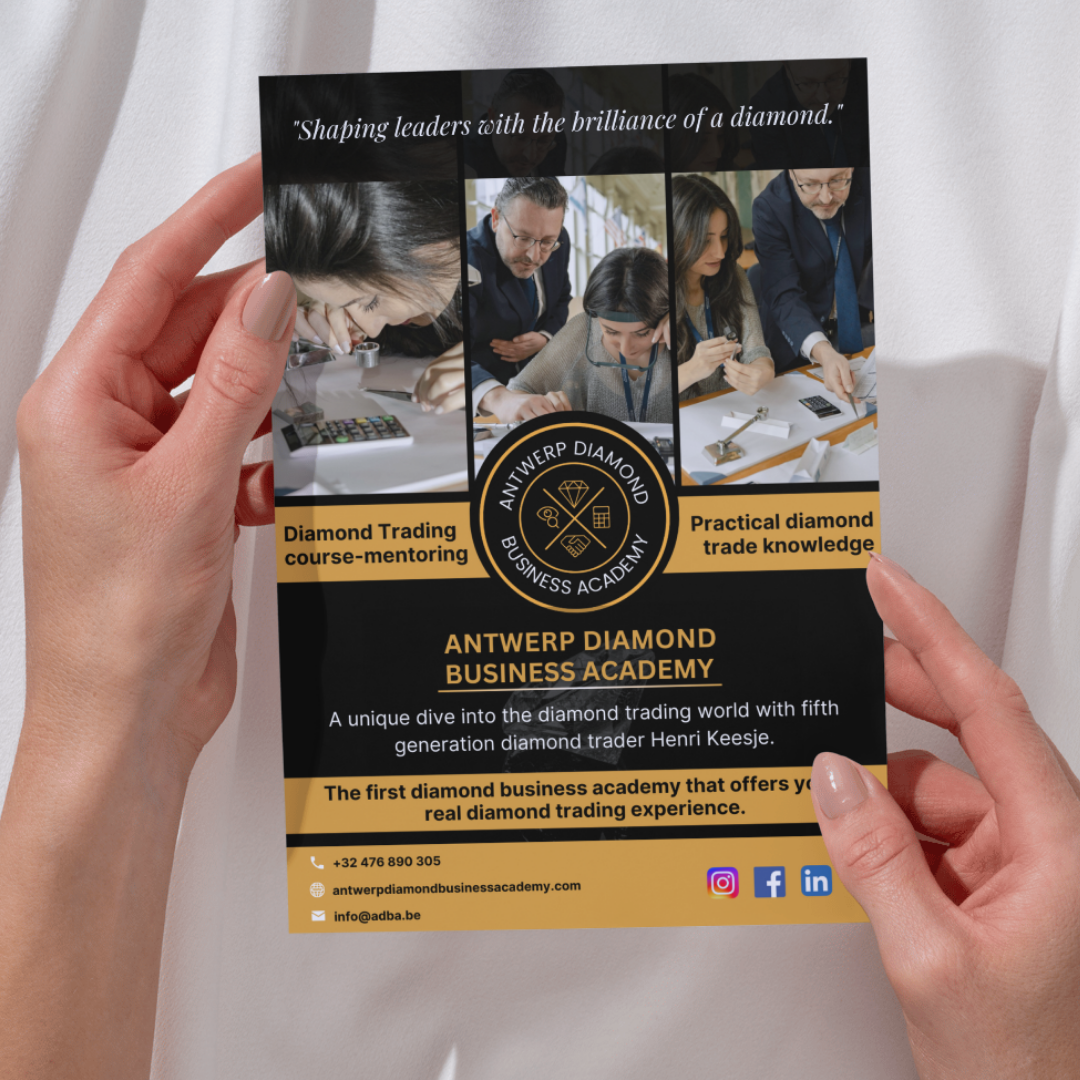 "Shaping leaders with the brilliance of a diamond."
ANTWERP DIAMOND
BUSINESS ACADEMY
Diamond Trading
course-mentoring
Practical diamond
trade knowledge
ANTWERP DIAMOND
BUSINESS ACADEMY
A unique dive into the diamond trading world with fifth
generation diamond trader Henri Keesje.
The first diamond business academy that offers
real diamond trading experience.
+32 476 890 305
antwerpdiamondbusinessacademy.com
info@adba.be